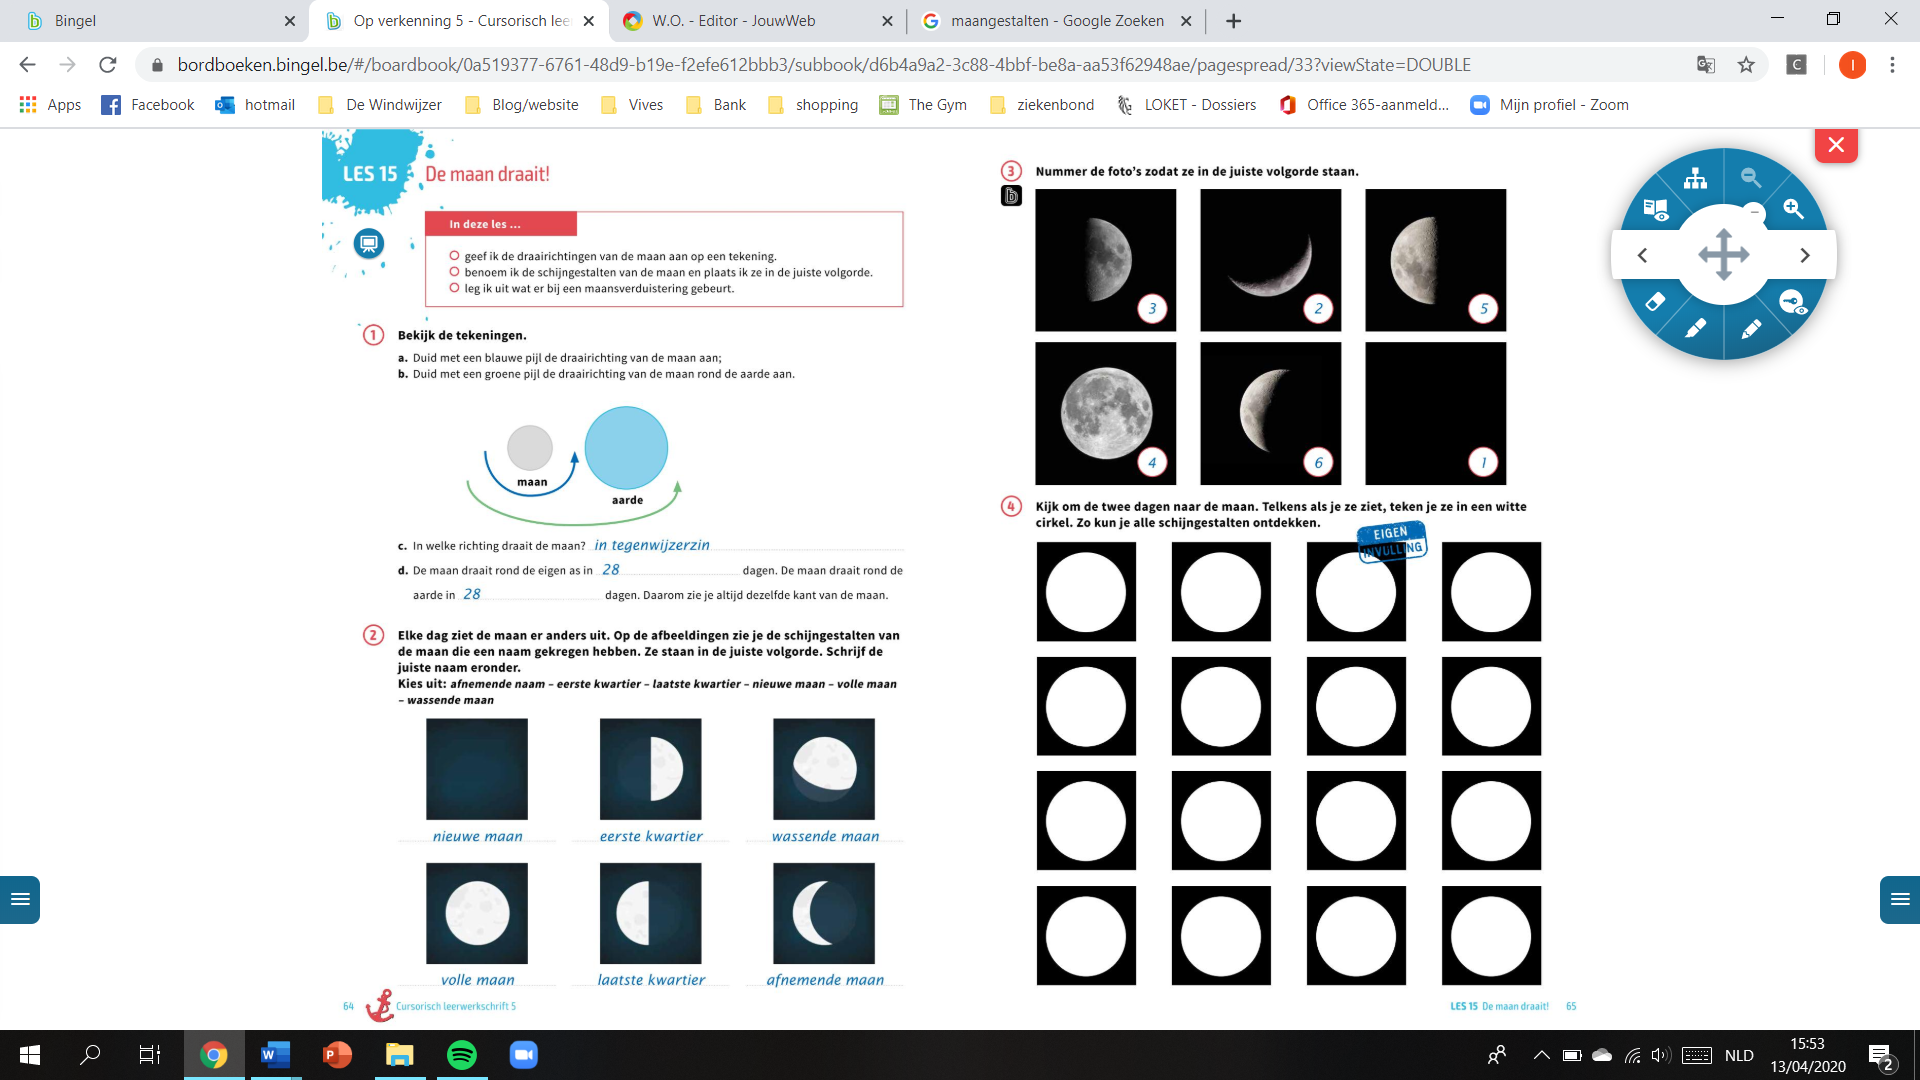 Bingel
Op verkenning 5 - Cursorisch lee
W.O. - Editor - JouwWeb
maangestalten - Google Zoeken
bordboeken.bingel.be/#/boardbook/0a519377-6761-48d9-b19e-f2efe612bbb3/subbook/d6b4a9a2-3c88-4bbf-be8a-aa53f62948ae/pagespread/33?viewState=DOUBLE
C
I
Apps
Facebook
hotmail
De Windwijzer
Blog/website
Vives
Bank
shopping
The Gym
ziekenbond
LOKET - Dossiers
Office 365-aanmeld...
Mijn profiel - Zoom
LES 15
De maan draait!
In deze les ...
geef ik de draairichtingen van de maan aan op een tekening.
benoem ik de schijngestalten van de maan en plaats ik ze in de juiste volgorde.
leg ik uit wat er bij een maansverduistering gebeurt.
1 Bekijk de tekeningen.
a. Duid met een blauwe pijl de draairichting van de maan aan;
b. Duid met een groene pijl de draairichting van de maan rond de aarde aan.
maan
aarde
c. In welke richting draait de maan? in tegenwijzerzin
d. De maan draait rond de eigen as in 28 dagen. De maan draait rond de
aarde in 28 dagen. Daarom zie je altijd dezelfde kant van de maan.
2 Elke dag ziet de maan er anders uit. Op de afbeeldingen zie je de schijngestalten van
de maan die een naam gekregen hebben. Ze staan in de juiste volgorde. Schrijf de
juiste naam eronder.
Kies uit: afnemende naam – eerste kwartier – laatste kwartier – nieuwe maan – volle maan
– wassende maan
nieuwe maan
eerste kwartier
wassende maan
volle maan
laatste kwartier
afnemende maan
64
Cursorisch leerwerkschrift 5
3 Nummer de foto's zodat ze in de juiste volgorde staan.
b
3
2
5
4
6
1
4 Kijk om de twee dagen naar de maan. Telkens als je ze ziet, teken je ze in een witte
cirkel. Zo kun je alle schijngestalten ontdekken.
EIGEN
INVULLING
LES 15 De maan draait! 65
NLD
15:53
13/04/2020
2